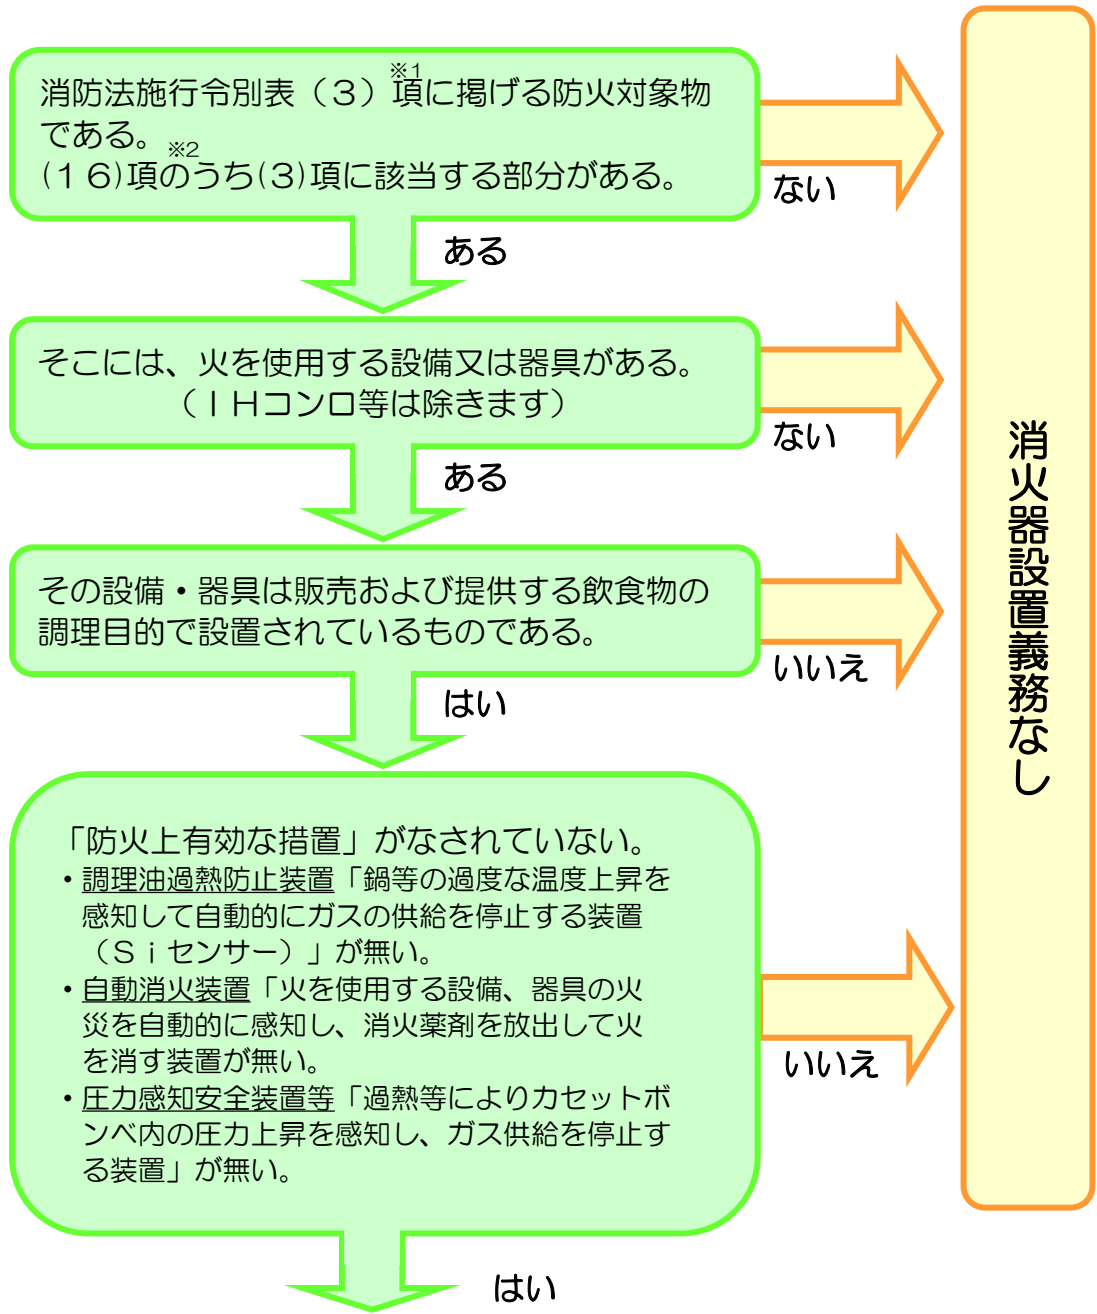 ※1
消防法施行令別表（３）項に掲げる防火対象物
である。
※2
(１６)項のうち(３)項に該当する部分がある。
ない
ある
そこには、火を使用する設備又は器具がある。
（ＩＨコンロ等は除きます）
ない
ある
その設備・器具は販売および提供する飲食物の
調理目的で設置されているものである。
いいえ
はい
「防火上有効な措置」がなされていない。
・調理油過熱防止装置「鍋等の過度な温度上昇を
感知して自動的にガスの供給を停止する装置
（Ｓｉセンサー）」が無い。
・自動消火装置「火を使用する設備、器具の火
災を自動的に感知し、消火薬剤を放出して火
を消す装置が無い。
・圧力感知安全装置等「過熱等によりカセットボ
ンベ内の圧力上昇を感知し、ガス供給を停止す
る装置」が無い。
いいえ
はい
消火器設置義務なし